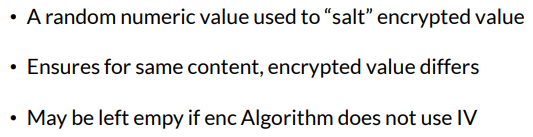 • A random numeric value used to “salt” encrypted value
• Ensures for same content, encrypted value differs
• May be left empy if enc Algorithm does not use IV